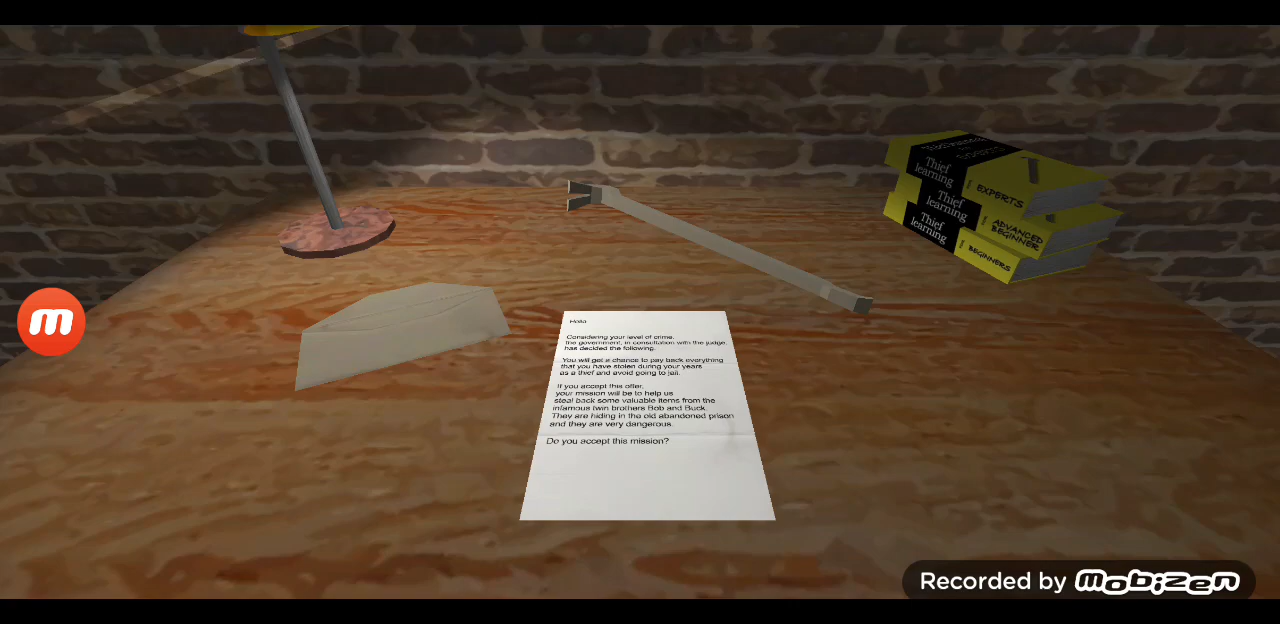 Hello
Considering your level of crime,
the government, in consultation with the judge,
has decided the following.
You will get a chance to pay back everything
that you have stolen during your years
as a thief and avoid going to jail.
If you accept this offer,
your mission will be to help us
steal back some valuable items from the
infamous twin brothers Bob and Buck.
They are hiding in the old abandoned prison
and they are very dangerous.
Do you accept this mission?
Thief
learning
EXPERTS
Thief
learning
ADVANCED
BEGINNER
Thief
learning
BEGINNERS
m
Recorded by mobizen